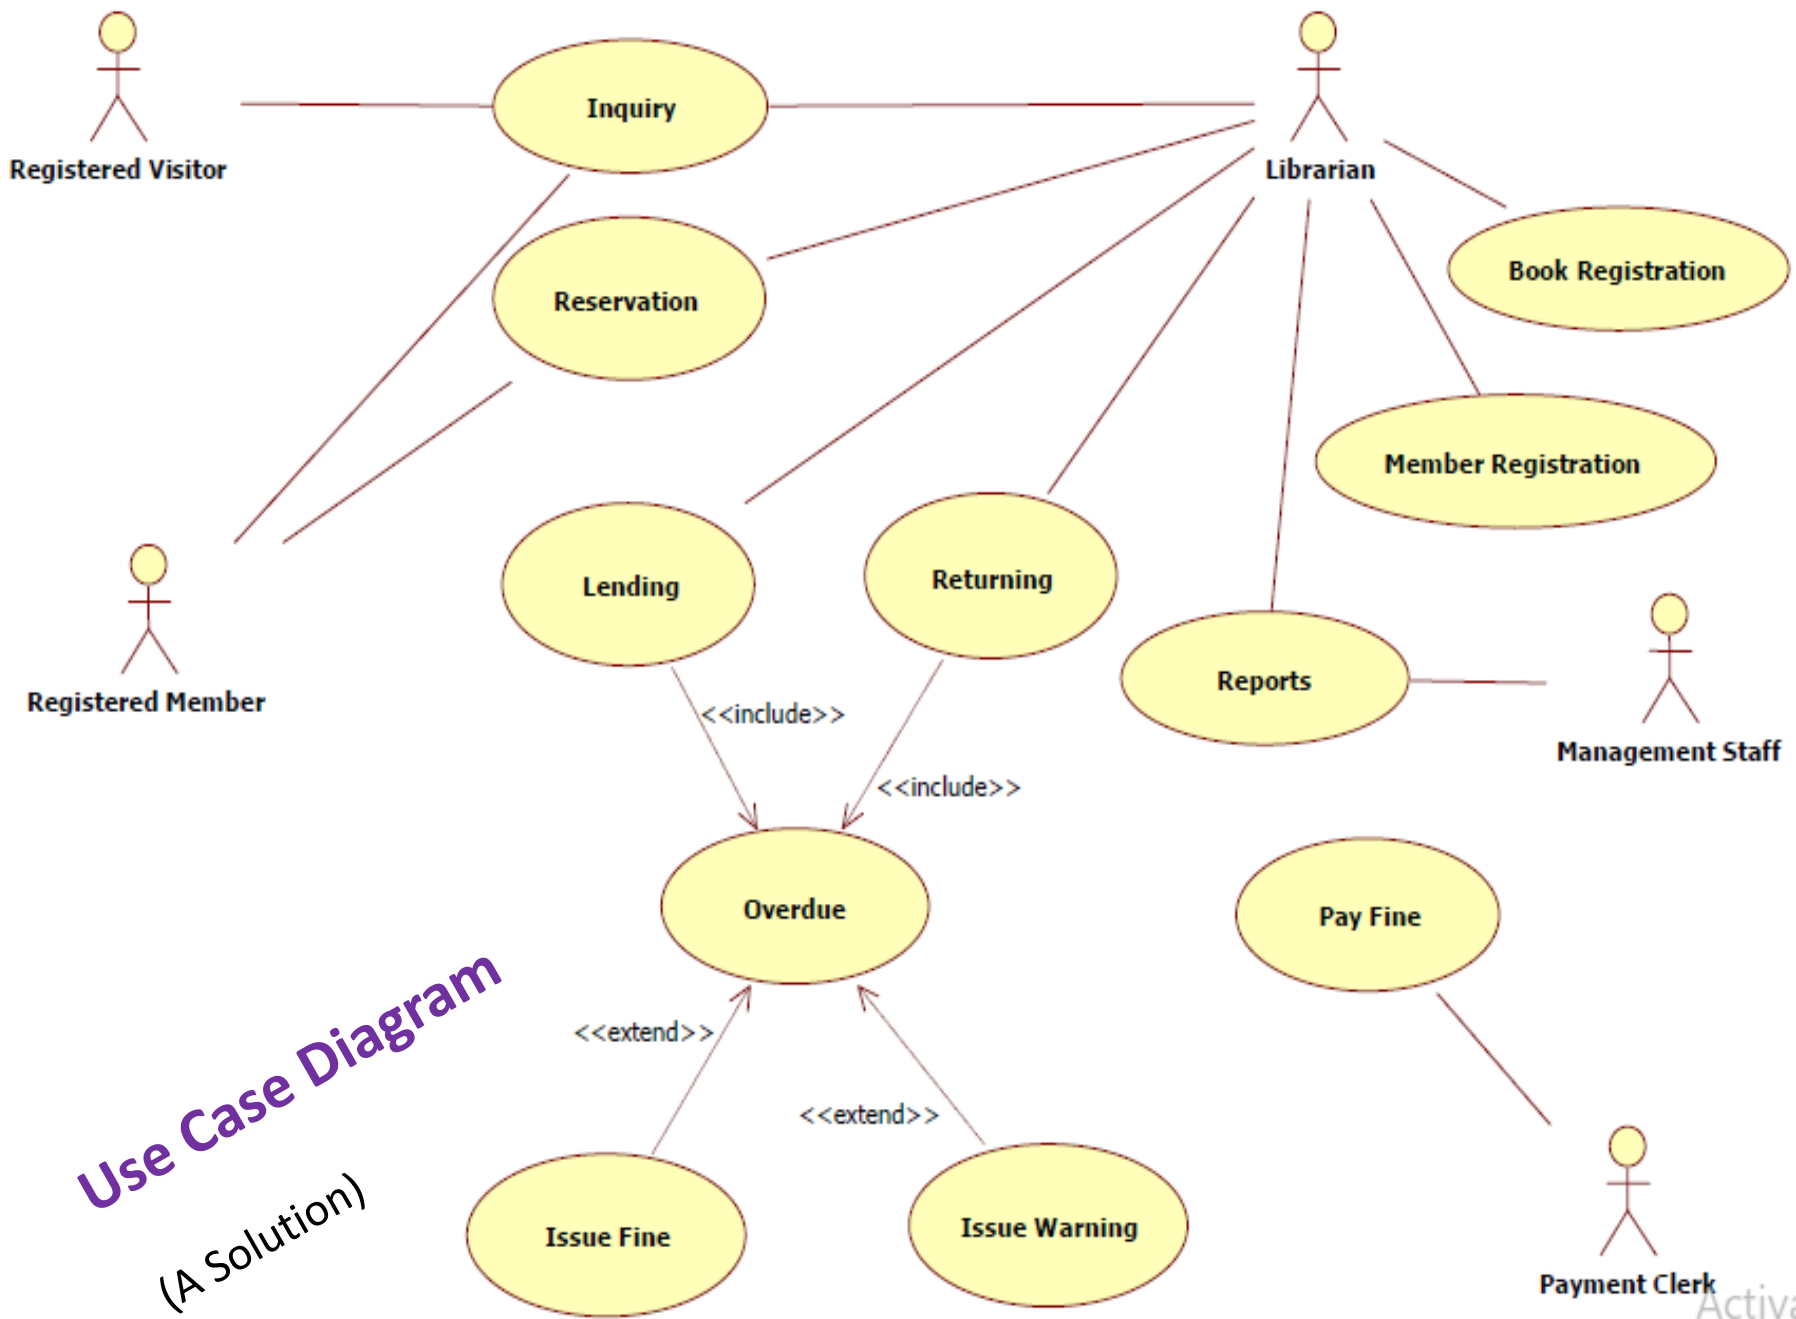 Inquiry
Registered Visitor
Librarian
Reservation
Book Registration
Member Registration
Lending
Returning
Reports
Registered Member
<<include>>
Management Staff
<<include>>
Overdue
Pay Fine
Use Case Diagram
<<extend>>
<<extend>>
(A Solution)
Issue Fine
Issue Warning
Payment Clerk